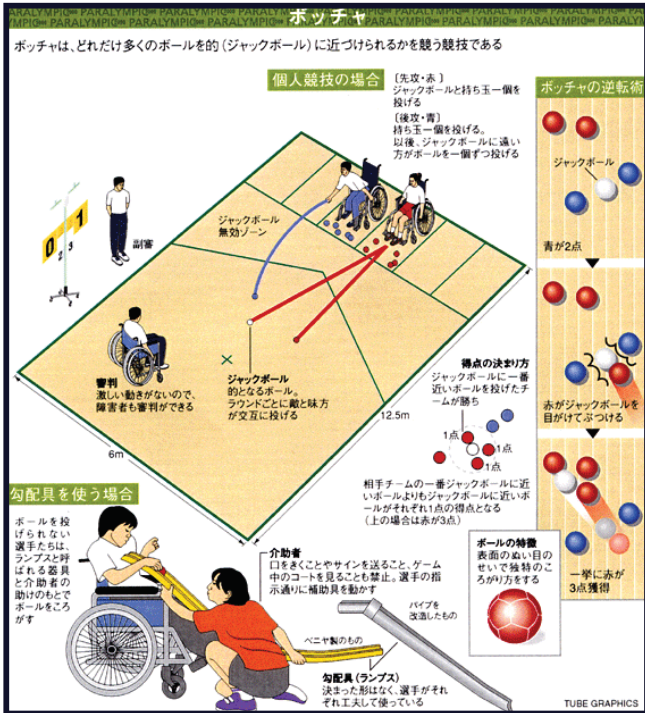 PARALYMPIC PARALYMPIC PARALYMPIC PARALYMPIC PARALYMPIC
ボッチャ
ボッチャは、どれだけ多くのボールを的(ジャックボール)に近づけられるかを競う競技である
個人競技の場合
〔先攻・赤〕
ジャックボールと持ち玉一個を
投げる
〔後攻・青〕
持ち玉一個を投げる。
以後、ジャックボールに遠い
方がボールを一個ずつ投げる
ボッチャの逆転術
ジャックボール
青が2点
赤がジャックボールを
目がけてぶつける
一挙に赤が
3点獲得
0 1
2 3
副審
ジャックボール
無効ゾーン
審判
激しい動きがないので、
障害者も審判ができる
ジャックボール
的となるボール。
ラウンドごとに敵と味方
が交互に投げる
6m
12.5m
得点の決まり方
ジャックボールに一番
近いボールを投げたチ
ームが勝ち
1点
1点
1点
相手チームの一番ジャックボールに近
いボールよりもジャックボールに近いボ
ールがそれぞれ1点の得点となる
(上の場合は赤が3点)
勾配具を使う場合
ボールを投
げられない
選手たちは、
ランプスと呼
ばれる器具
と介助者の
助けのもとで
ボールをころ
がす
介助者
口をきくことやサインを送ること、ゲーム
中のコートを見ることも禁止。選手の指
示通りに補助具を動かす
パイプを
改造したもの
ベニヤ製のもの
勾配具(ランプス)
決まった形はなく、選手がそれ
ぞれ工夫して使っている
ボールの特徴
表面のぬい目の
せいで独特のこ
ろがり方をする
TUBE GRAPHICS